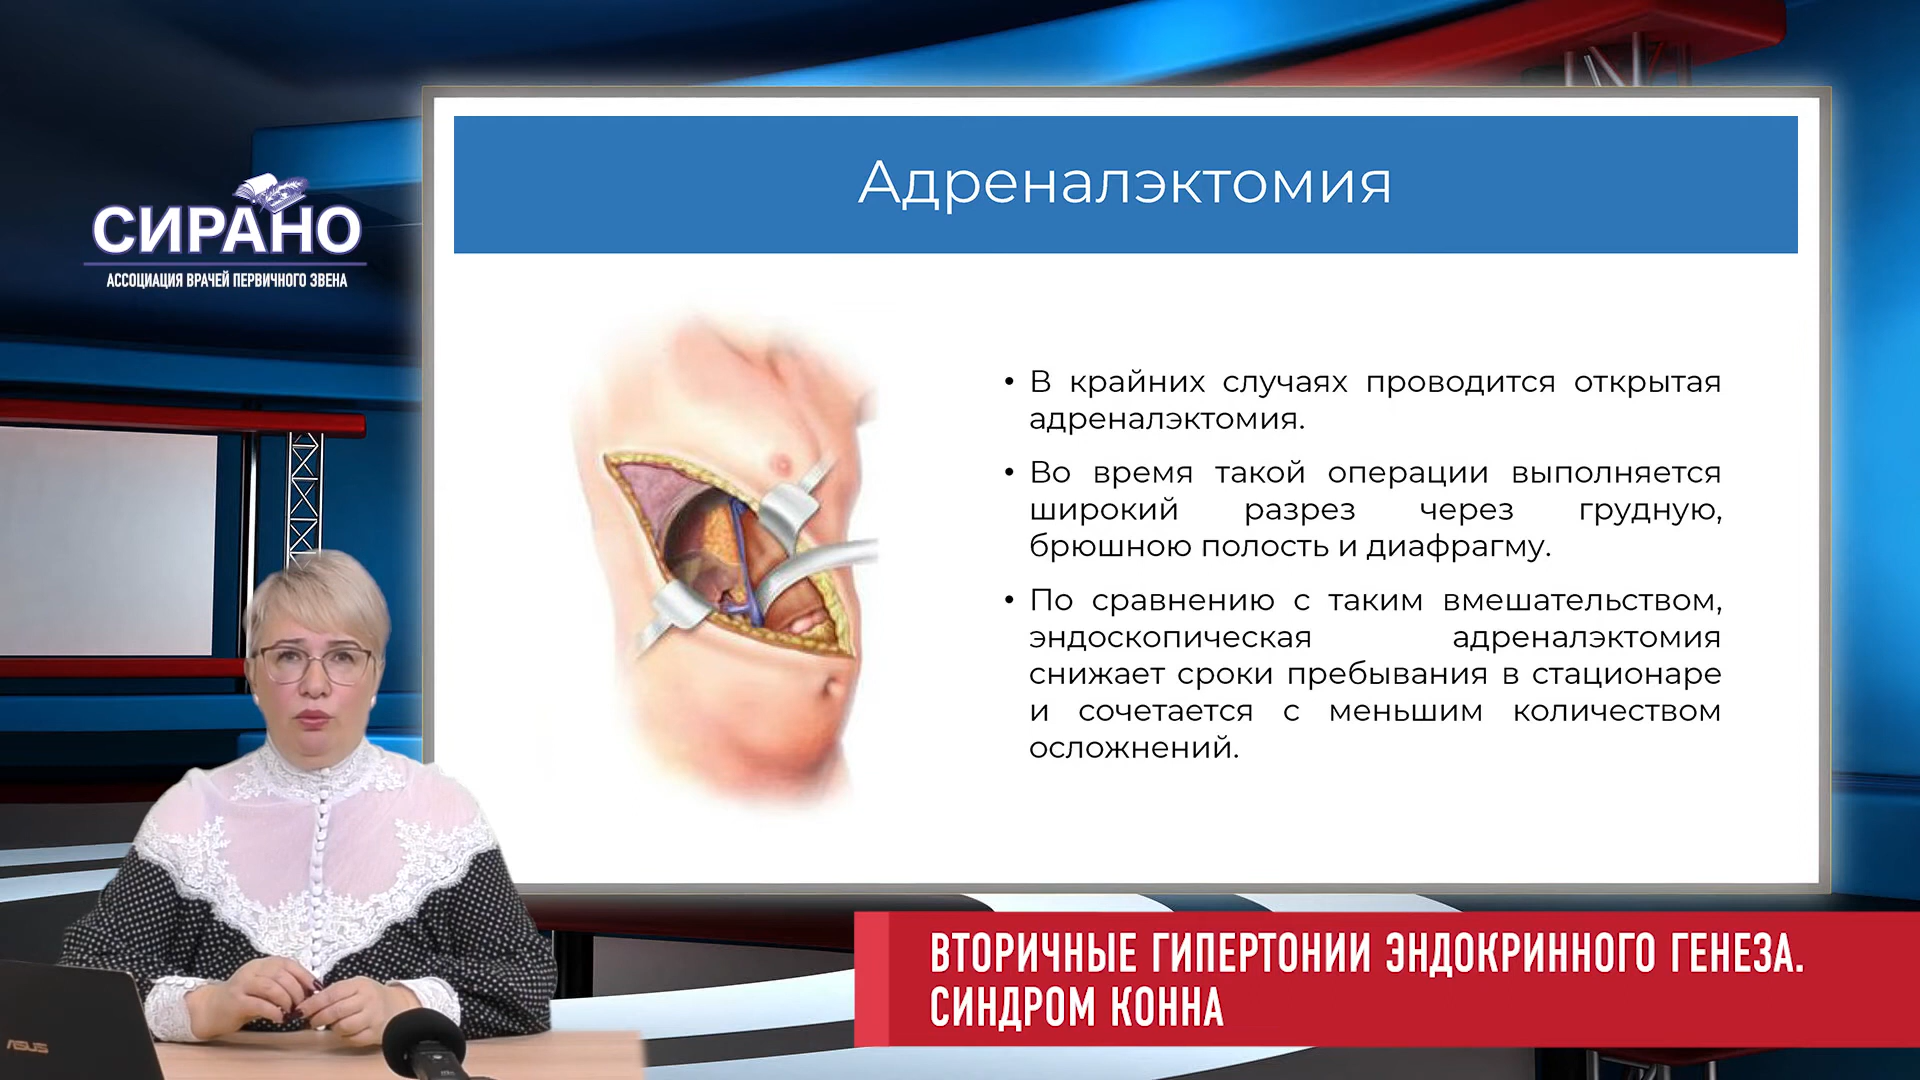 СИРАНО
АССОЦИАЦИЯ ВРАЧЕЙ ПЕРВИЧНОГО ЗВЕНА
Адреналэктомия
• В крайних случаях проводится открытая
адреналэктомия.
• Во время такой операции выполняется
широкий разрез через грудную,
брюшную полость и диафрагму.
• По сравнению с таким вмешательством,
эндоскопическая адреналэктомия
снижает сроки пребывания в стационаре
и сочетается с меньшим количеством
осложнений.
ВТОРИЧНЫЕ ГИПЕРТОНИИ ЭНДОКРИННОГО ГЕНЕЗА.
СИНДРОМ КОННА
ASUS